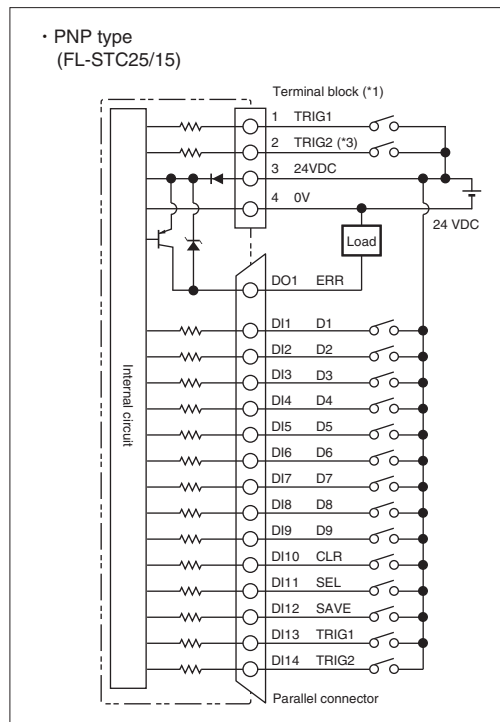 ・PNP type
(FL-STC25/15)
Terminal block (*1)
1 TRIG1
2 TRIG2 (*3)
3 24VDC
4 0V
24 VDC
Load
DO1 ERR
Internal circuit
DI1 D1
DI2 D2
DI3 D3
DI4 D4
DI5 D5
DI6 D6
DI7 D7
DI8 D8
DI9 D9
DI10 CLR
DI11 SEL
DI12 SAVE
DI13 TRIG1
DI14 TRIG2
Parallel connector